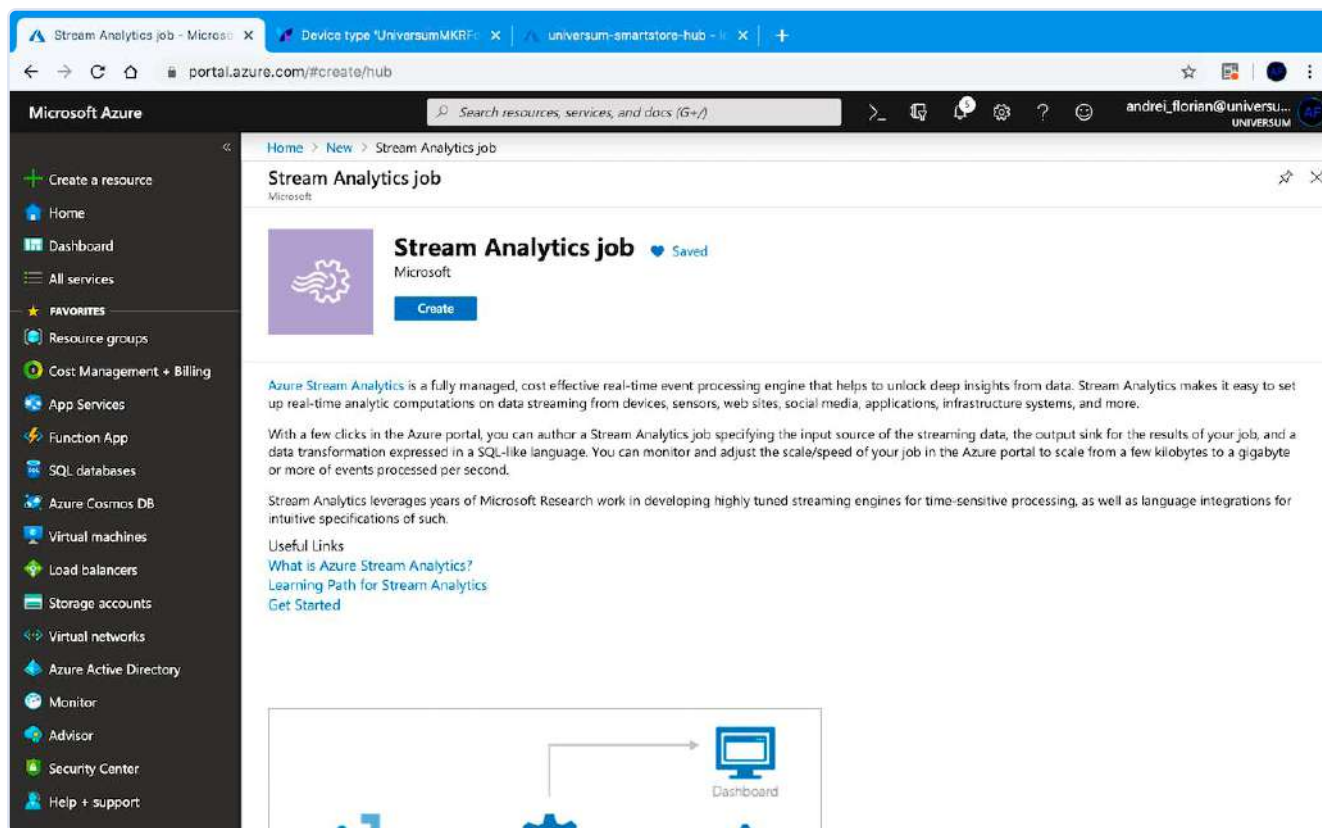 Stream Analytics job - Microso
Device type 'UniversumMKRFo
universum-smartstore-hub - Io
portal.azure.com/#create/hub
Microsoft Azure
Search resources, services, and docs (G+/)
5
andrei_florian@universu...
UNIVERSUM
AF
Home > New > Stream Analytics job
Stream Analytics job
Microsoft
Create a resource
Home
Dashboard
All services
FAVORITES
Resource groups
Cost Management + Billing
App Services
Function App
SQL databases
Azure Cosmos DB
Virtual machines
Load balancers
Storage accounts
Virtual networks
Azure Active Directory
Monitor
Advisor
Security Center
Help + support
Stream Analytics job
Saved
Microsoft
Create
Azure Stream Analytics is a fully managed, cost effective real-time event processing engine that helps to unlock deep insights from data. Stream Analytics makes it easy to set
up real-time analytic computations on data streaming from devices, sensors, web sites, social media, applications, infrastructure systems, and more.
With a few clicks in the Azure portal, you can author a Stream Analytics job specifying the input source of the streaming data, the output sink for the results of your job, and a
data transformation expressed in a SQL-like language. You can monitor and adjust the scale/speed of your job in the Azure portal to scale from a few kilobytes to a gigabyte
or more of events processed per second.
Stream Analytics leverages years of Microsoft Research work in developing highly tuned streaming engines for time-sensitive processing, as well as language integrations for
intuitive specifications of such.
Useful Links
What is Azure Stream Analytics?
Learning Path for Stream Analytics
Get Started
Dashboard